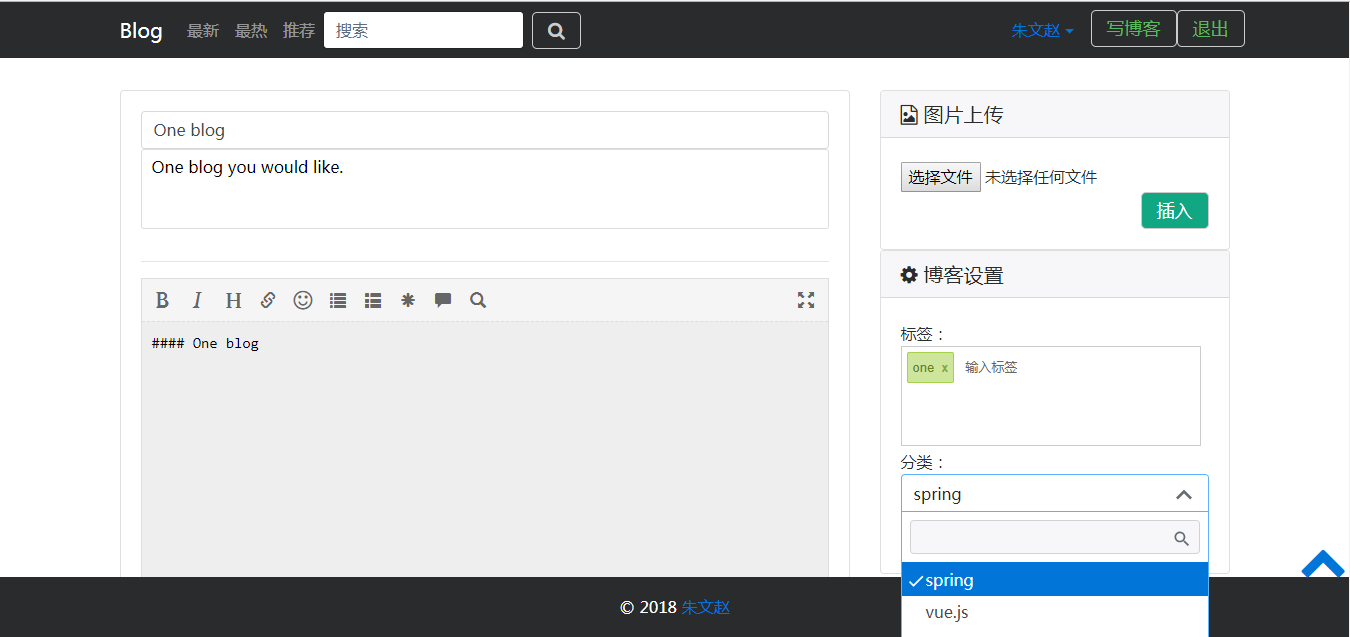 Blog 最新 最热 推荐 搜索 朱文赵 写博客 退出
One blog
One blog you would like.
B I H
#### One blog
图片上传
选择文件 未选择任何文件
插入
博客设置
标签：
one x 输入标签
分类：
spring
spring
vue.js
© 2018 朱文赵